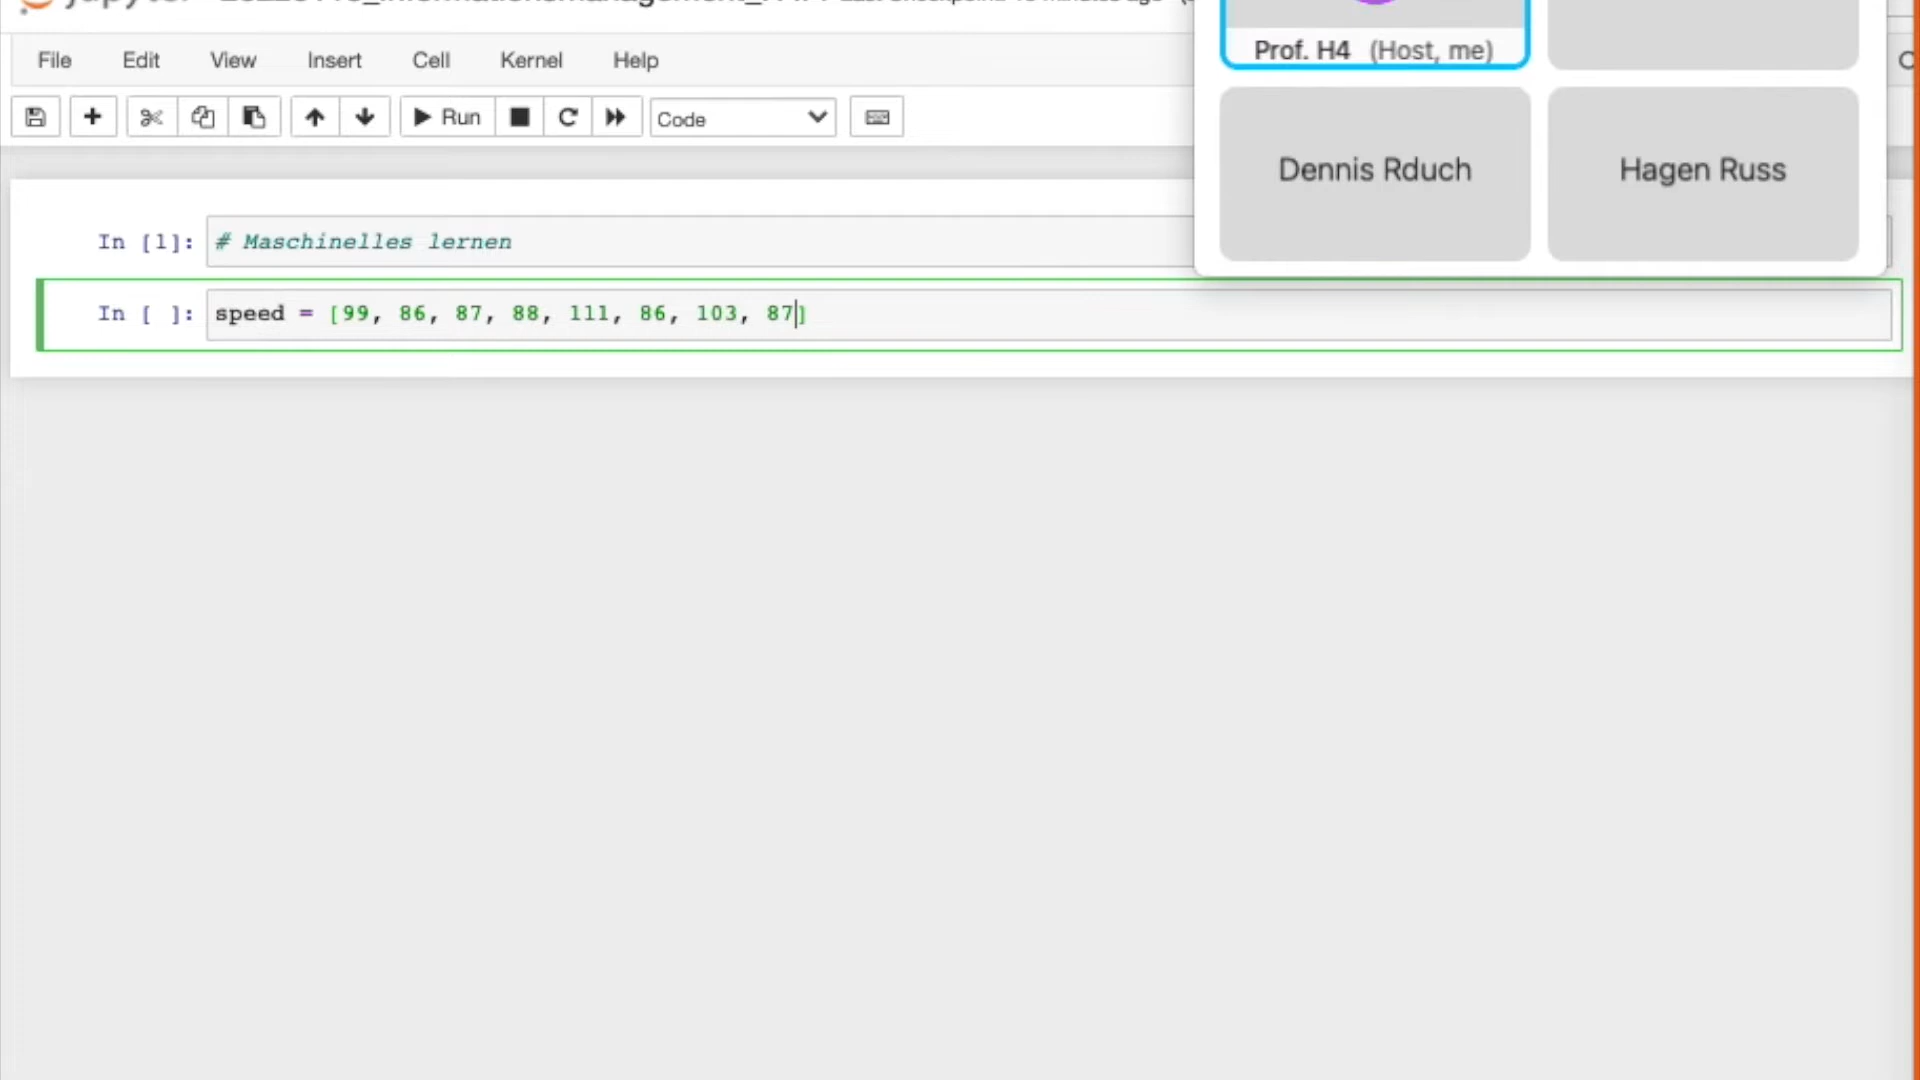 Prof. H4 (Host, me)
File Edit View Insert Cell Kernel Help
Run Code
Dennis Rduch Hagen Russ
In [1]: # Maschinelles lernen
In [ ]: speed = [99, 86, 87, 88, 111, 86, 103, 87]